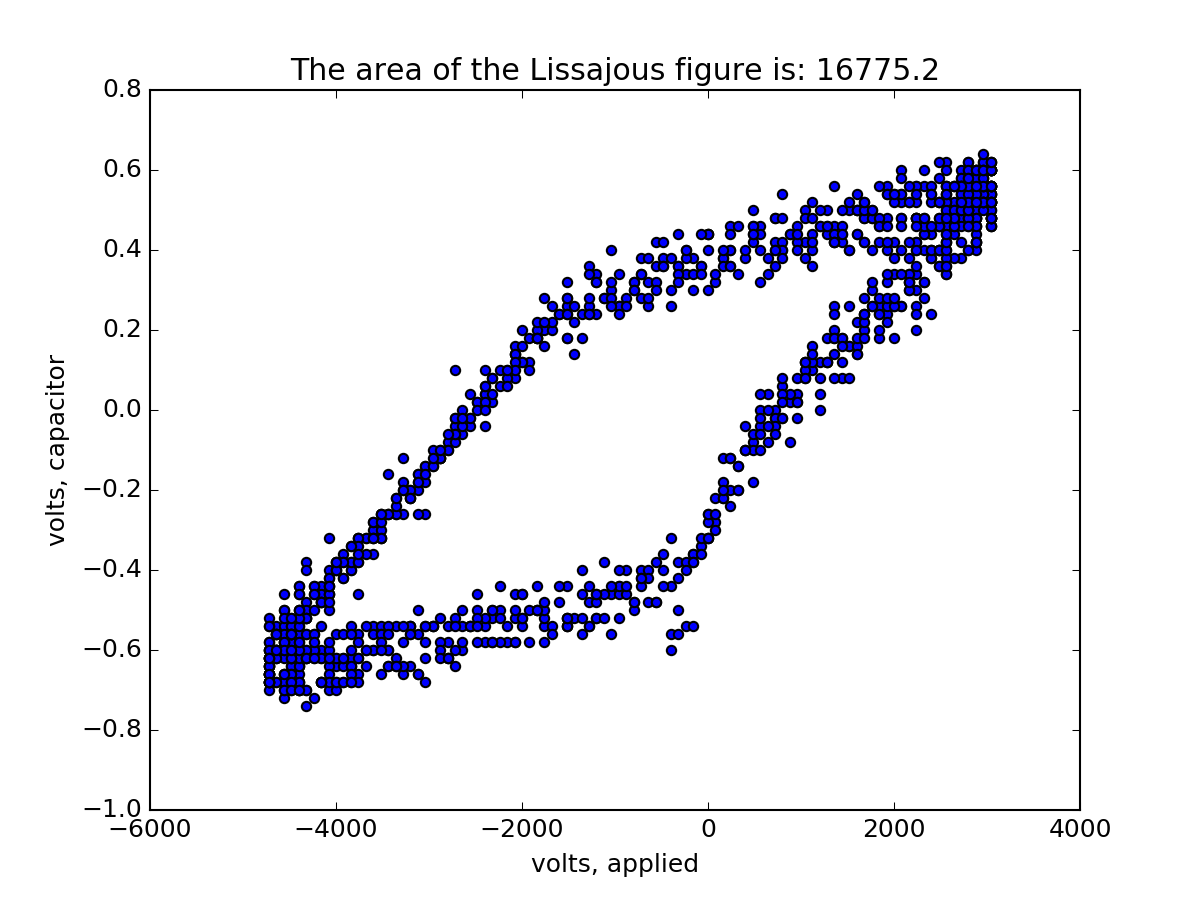 The area of the Lissajous figure is: 16775.2
0.8
0.6
0.4
0.2
0.0
−0.2
−0.4
−0.6
−0.8
−1.0
volts, capacitor
−6000 −4000 −2000 0 2000 4000
volts, applied